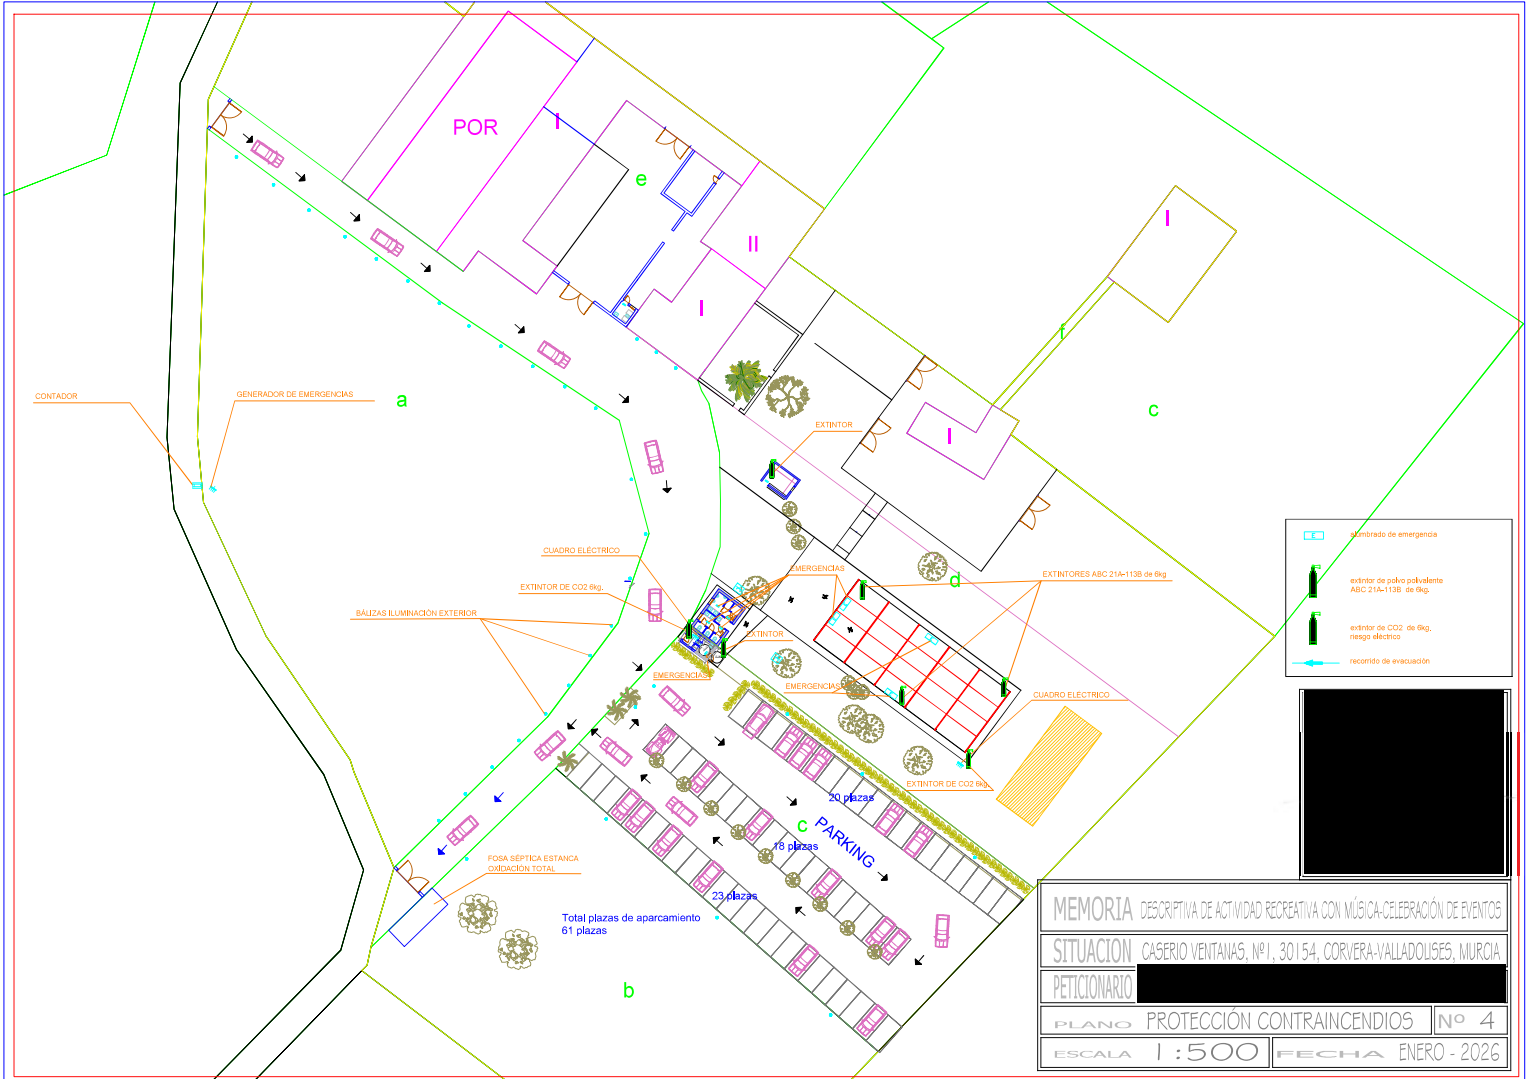 POR
I
e
II
I
I
f
c
a
CONTADOR
GENERADOR DE EMERGENCIAS
EXTINTOR
I
CUADRO ELÉCTRICO
EXTINTOR DE CO2 6kg.
BALIZAS ILUMINACIÓN EXTERIOR
EMERGENCIAS
d
EXTINTORES ABC 21A-113B de 6kg
EXTINTOR
EMERGENCIAS
EMERGENCIAS
CUADRO ELECTRICO
EXTINTOR DE CO2 6kg.
alumbrado de emergencia
extintor de polvo polivalente
ABC 21A-113B de 6kg.
extintor de CO2 de 6kg.
riesgo eléctrico
recorrido de evacuación
20 plazas
c
PARKING
18 plazas
23 plazas
FOSA SÉPTICA ESTANCA
OXIDACIÓN TOTAL
Total plazas de aparcamiento
61 plazas
b
MEMORIA DESCRIPTIVA DE ACTIVIDAD RECREATIVA CON MÚSICA-CELEBRACIÓN DE EVENTOS
SITUACION CASERIO VENTANAS, Nº1, 30154, CORVERA-VALLADOLISES, MURCIA
PETICIONARIO
PLANO PROTECCIÓN CONTRAINCENDIOS Nº 4
ESCALA 1:500 FECHA ENERO - 2026